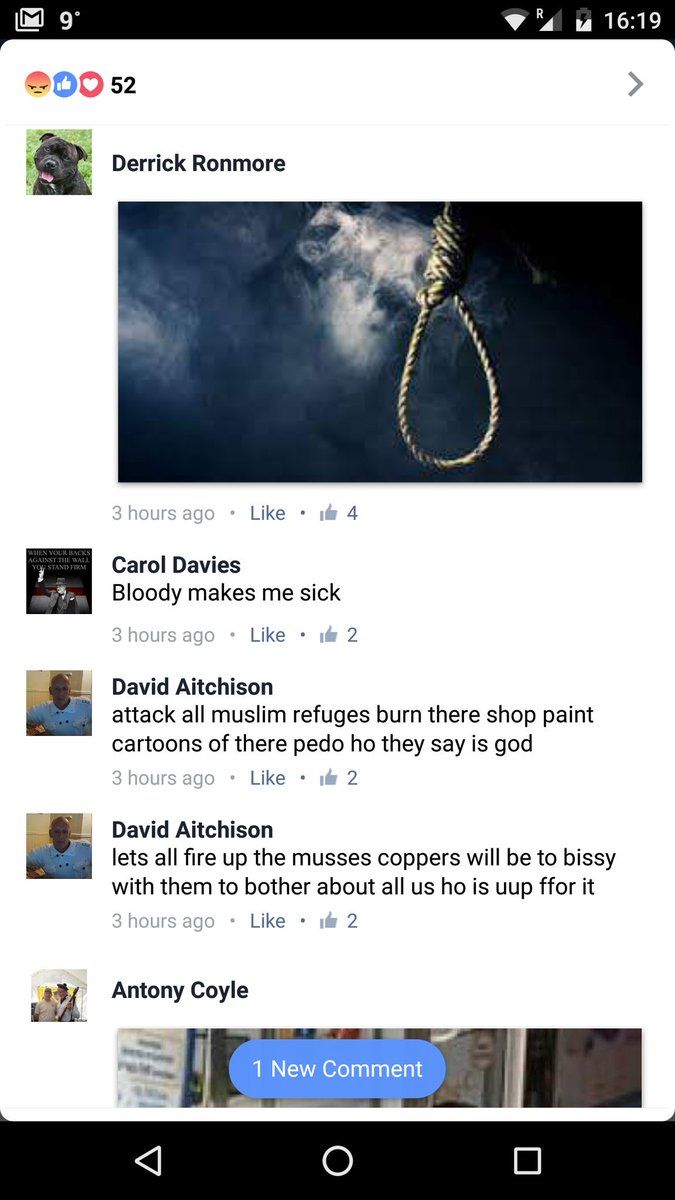 9°
R
16:19
52
Derrick Ronmore
3 hours ago • Like • 4
WHEN YOUR BACKS
AGAINST THE WALL
YOU STAND FIRM
Carol Davies
Bloody makes me sick
3 hours ago • Like • 2
David Aitchison
attack all muslim refuges burn there shop paint
cartoons of there pedo ho they say is god
3 hours ago • Like • 2
David Aitchison
lets all fire up the musses coppers will be to bissy
with them to bother about all us ho is uup ffor it
3 hours ago • Like • 2
Antony Coyle
1 New Comment